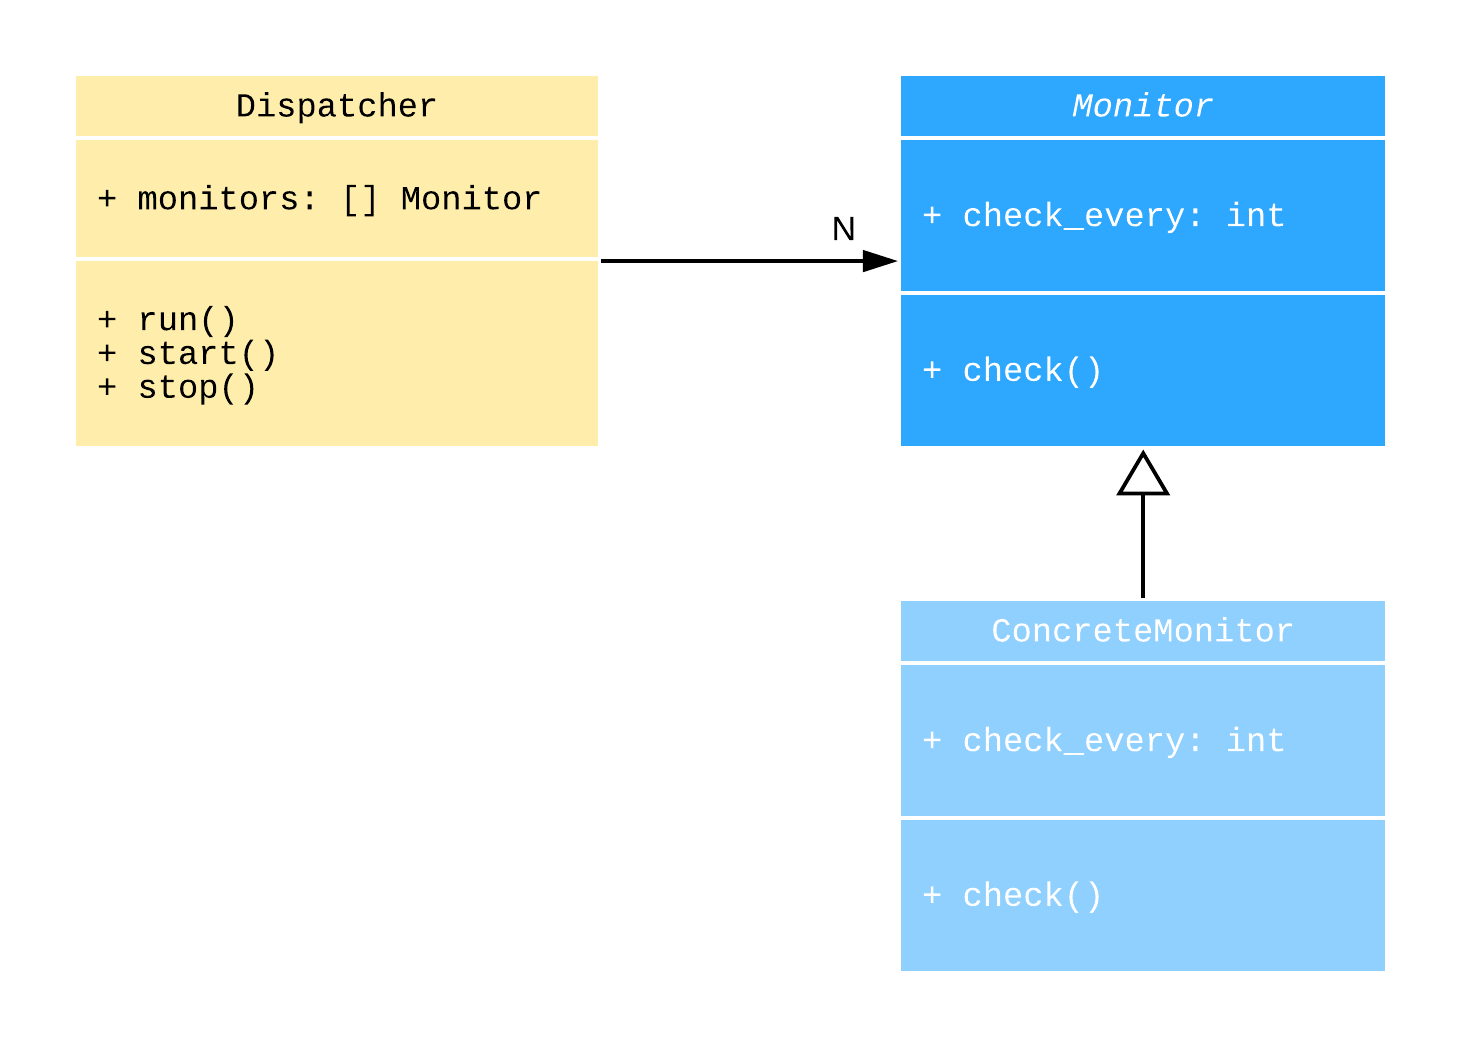 Dispatcher
+ monitors: [] Monitor
+ run()
+ start()
+ stop()
N
Monitor
+ check_every: int
+ check()
ConcreteMonitor
+ check_every: int
+ check()